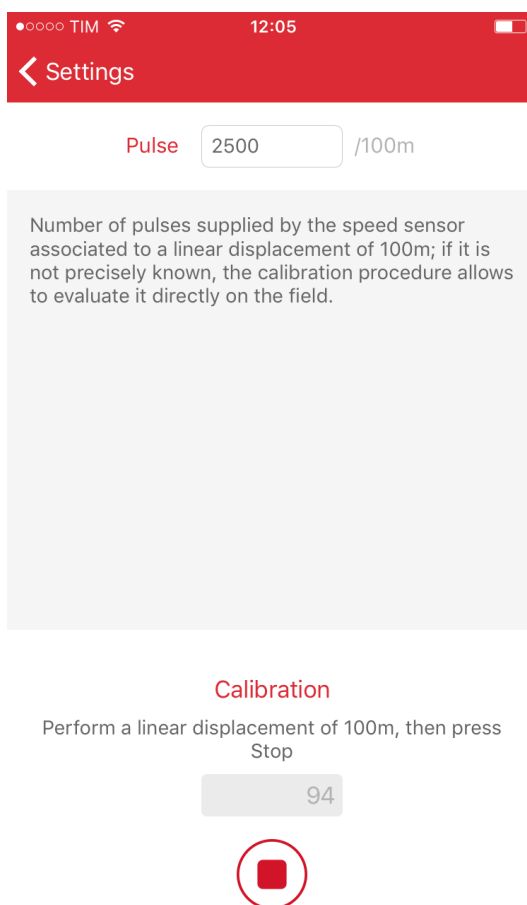 TIM 12:05
Settings
Pulse 2500 /100m
Number of pulses supplied by the speed sensor
associated to a linear displacement of 100m; if it is
not precisely known, the calibration procedure allows
to evaluate it directly on the field.
Calibration
Perform a linear displacement of 100m, then press
Stop
94